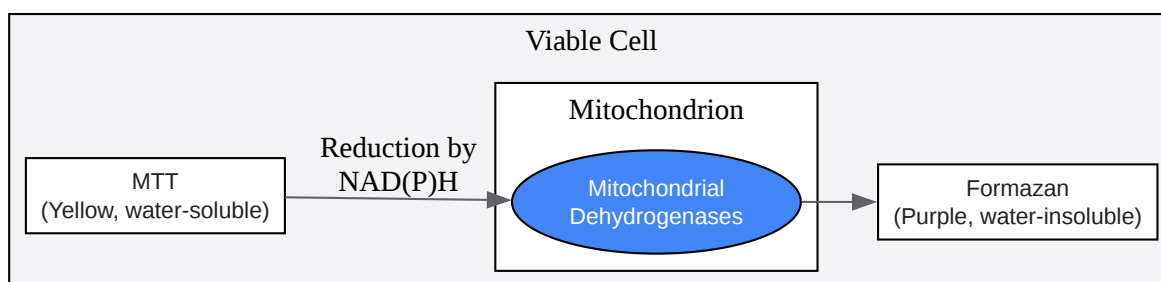 Viable Cell
Mitochondrion
Reduction by
NAD(P)H
MTT
(Yellow, water-soluble)
Mitochondrial
Dehydrogenases
Formazan
(Purple, water-insoluble)